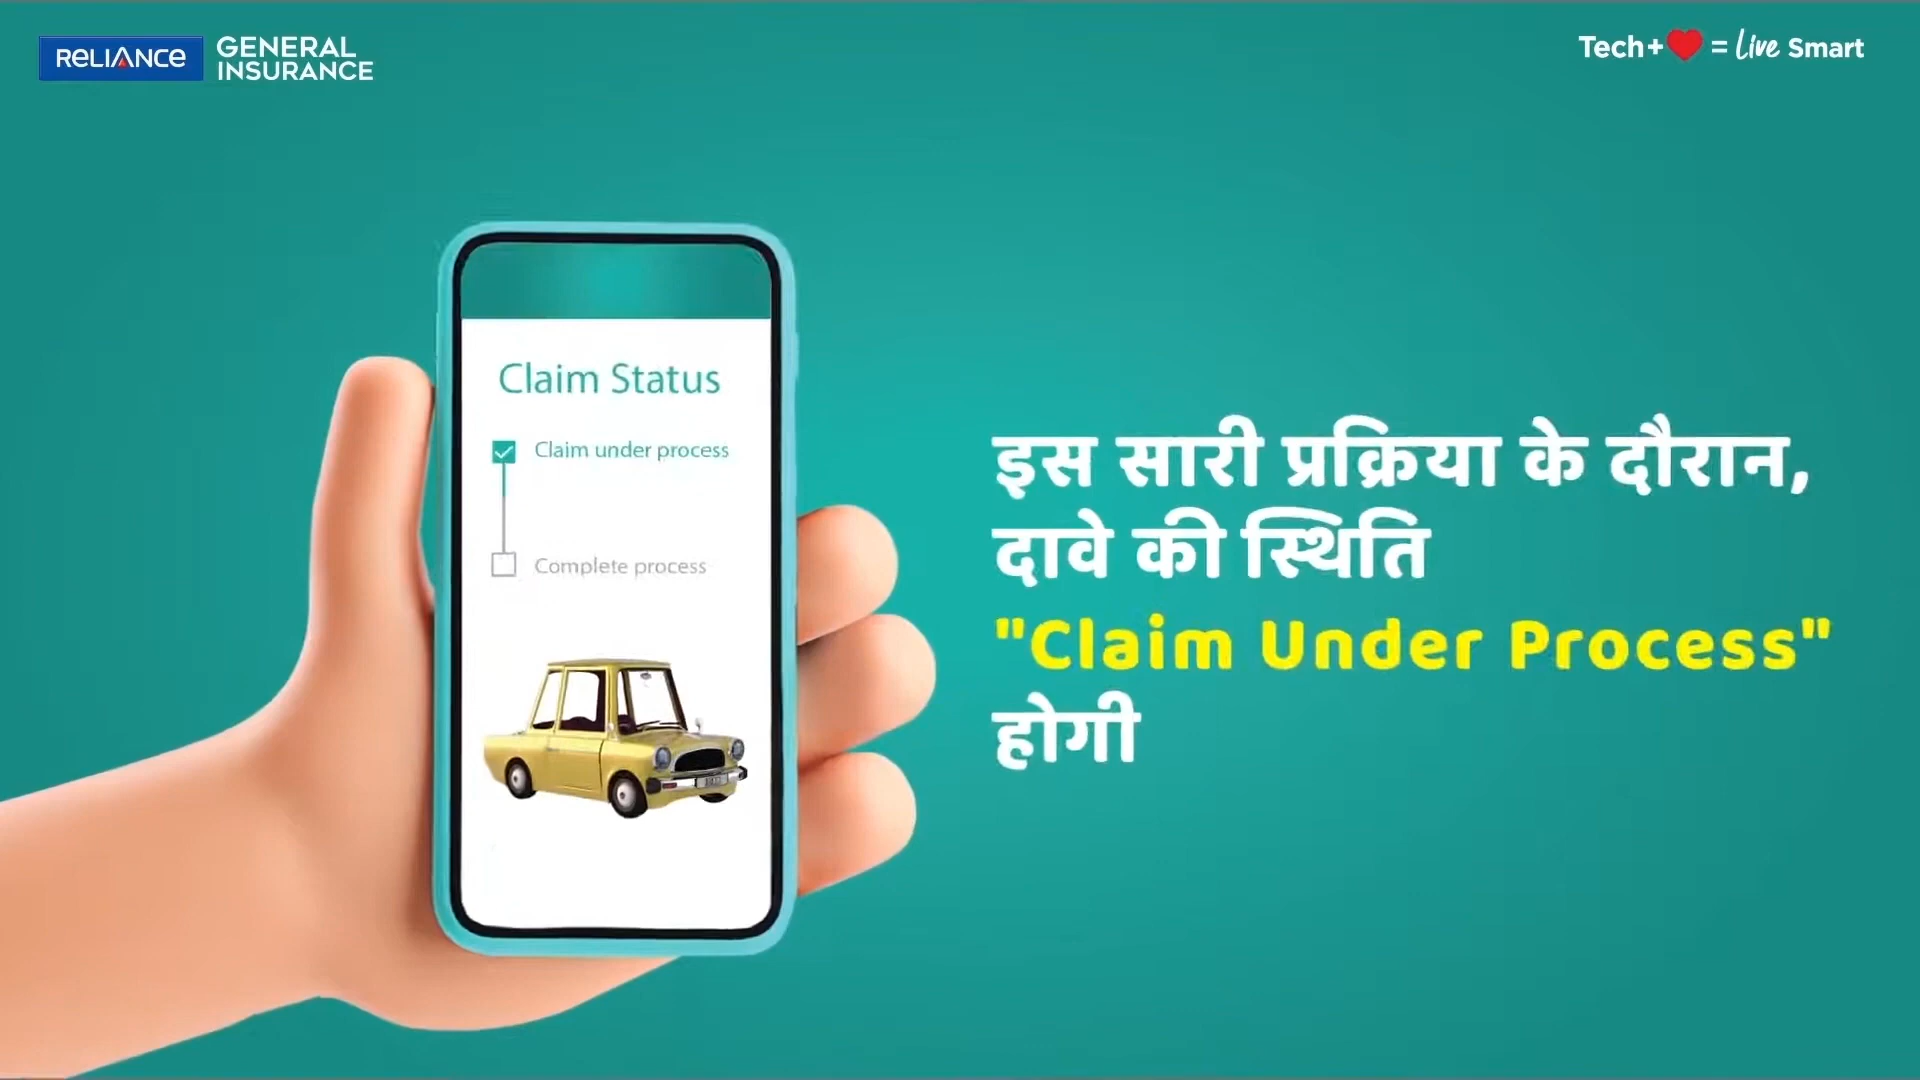 RELIANCE GENERAL
INSURANCE
Tech+❤️ = Live Smart
Claim Status
Claim under process
Complete process
इस सारी प्रक्रिया के दौरान,
दावे की स्थिति
"Claim Under Process"
होगी